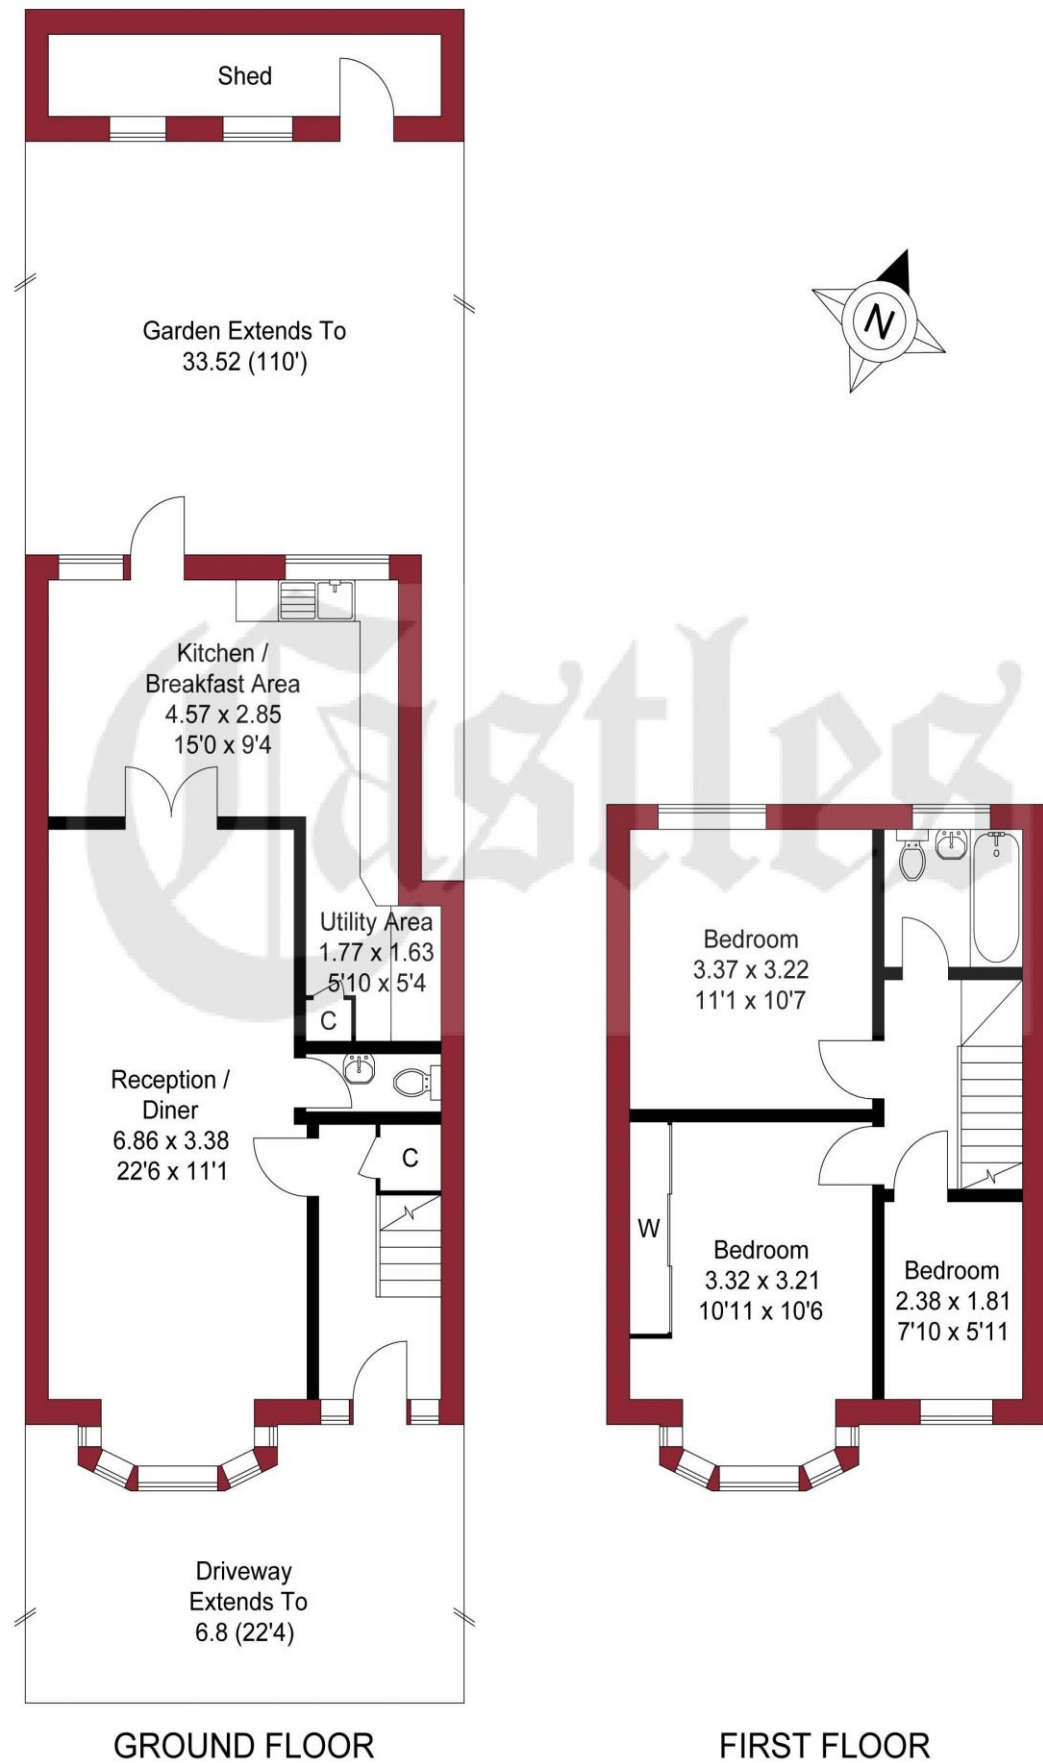 Shed
Garden Extends To
33.52 (110')
N
Kitchen /
Breakfast Area
4.57 x 2.85
15'0 x 9'4
Castles
Utility Area
1.77 x 1.63
5'10 x 5'4
C
Reception /
Diner
6.86 x 3.38
22'6 x 11'1
C
Driveway
Extends To
6.8 (22'4)
GROUND FLOOR
Bedroom
3.37 x 3.22
11'1 x 10'7
W
Bedroom
3.32 x 3.21
10'11 x 10'6
Bedroom
2.38 x 1.81
7'10 x 5'11
FIRST FLOOR